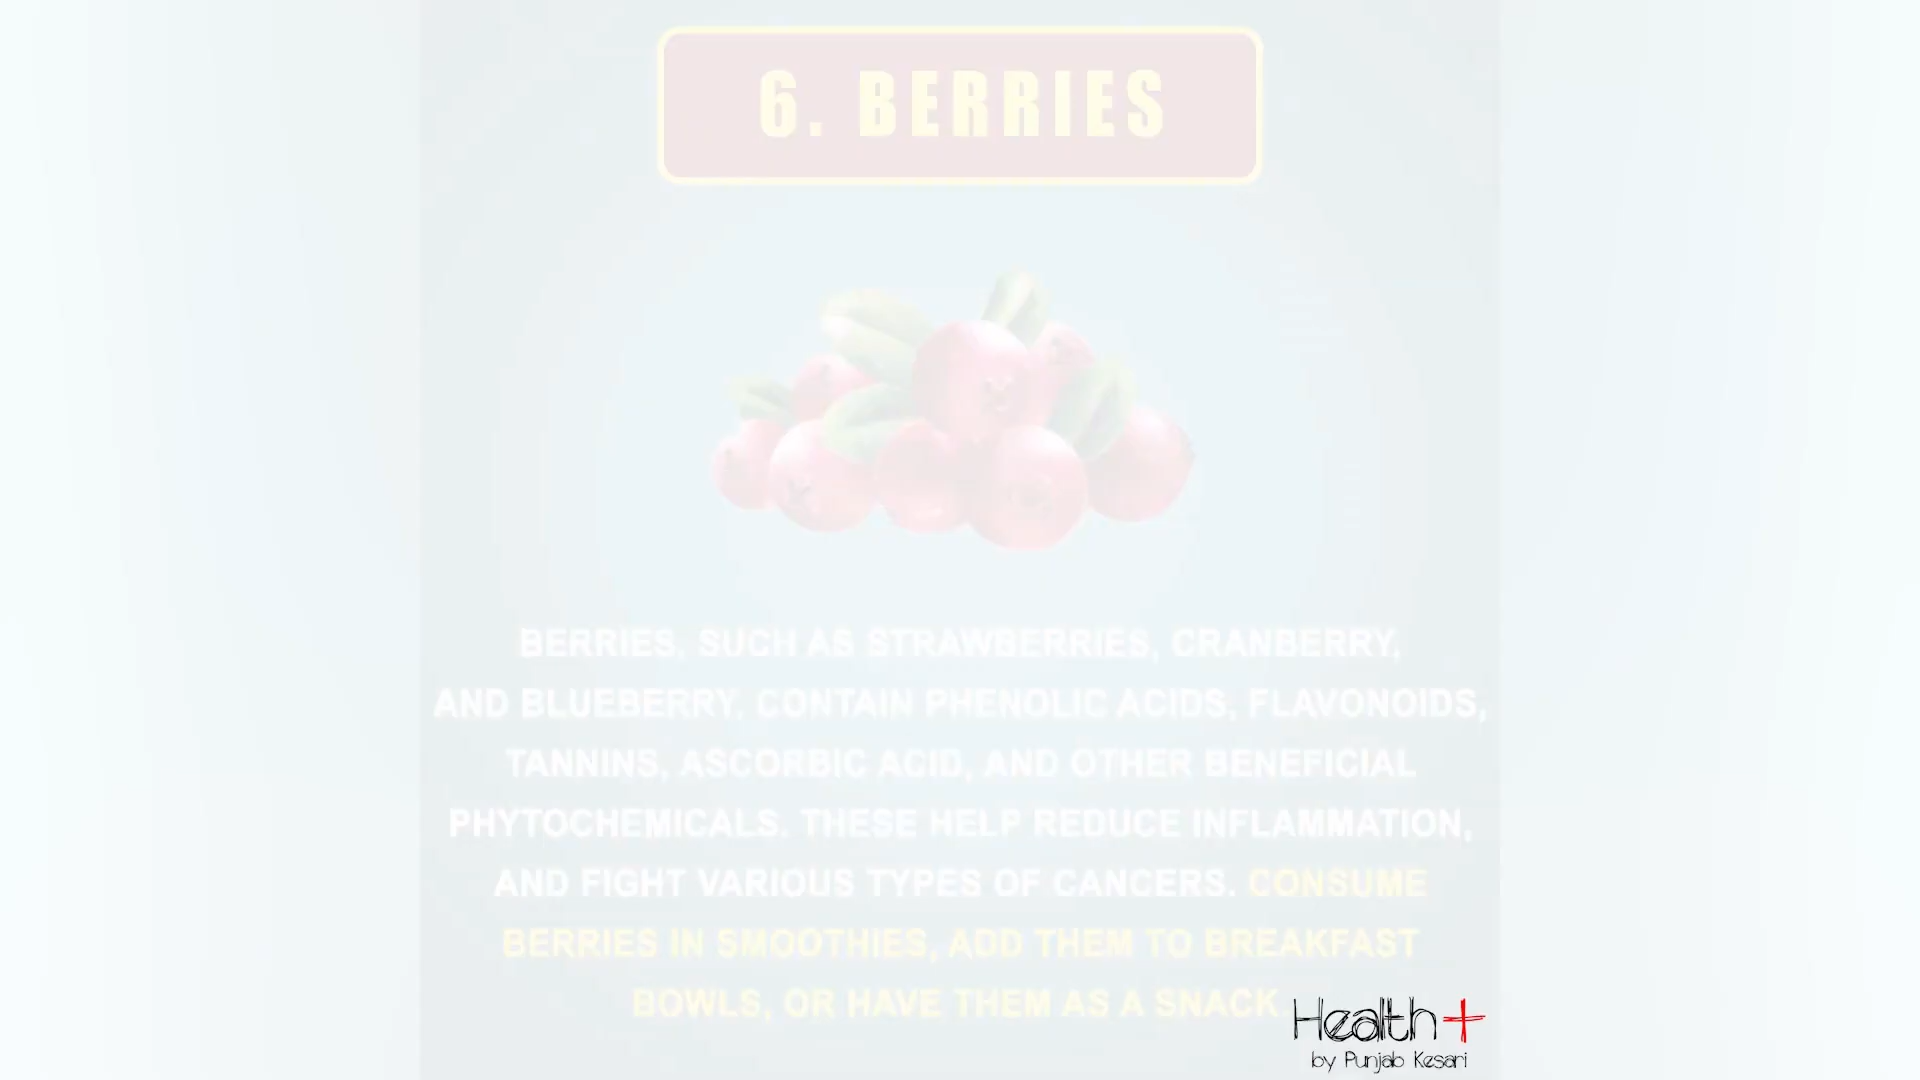 6. BERRIES
BERRIES, SUCH AS STRAWBERRIES, CRANBERRY,
AND BLUEBERRY, CONTAIN PHENOLIC ACIDS, FLAVONOIDS,
TANNINS, ASCORBIC ACID, AND OTHER BENEFICIAL
PHYTOCHEMICALS. THESE HELP REDUCE INFLAMMATION,
AND FIGHT VARIOUS TYPES OF CANCERS. CONSUME
BERRIES IN SMOOTHIES, ADD THEM TO BREAKFAST
BOWLS, OR HAVE THEM AS A SNACK.
Health+
by Punjab Kesari